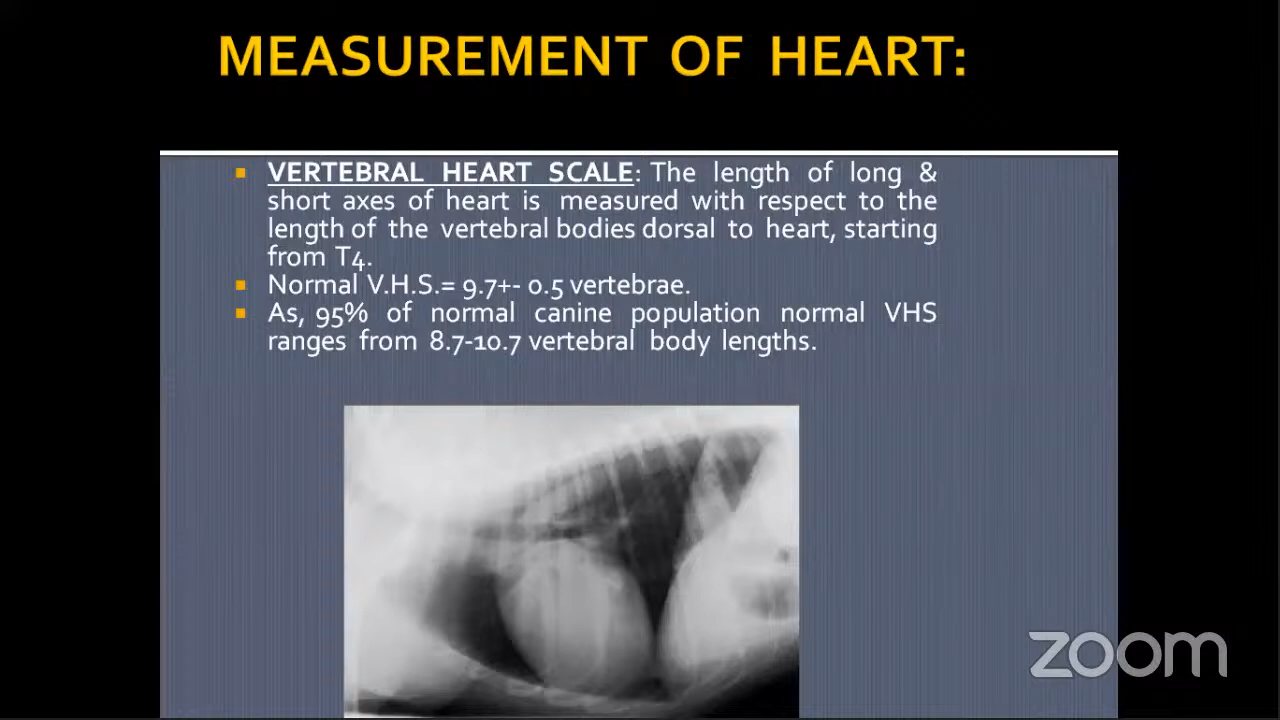 MEASUREMENT OF HEART:
VERTEBRAL HEART SCALE: The length of long &
short axes of heart is measured with respect to the
length of the vertebral bodies dorsal to heart, starting
from T4.
Normal V.H.S.= 9.7+- 0.5 vertebrae.
As, 95% of normal canine population normal VHS
ranges from 8.7-10.7 vertebral body lengths.
zoom